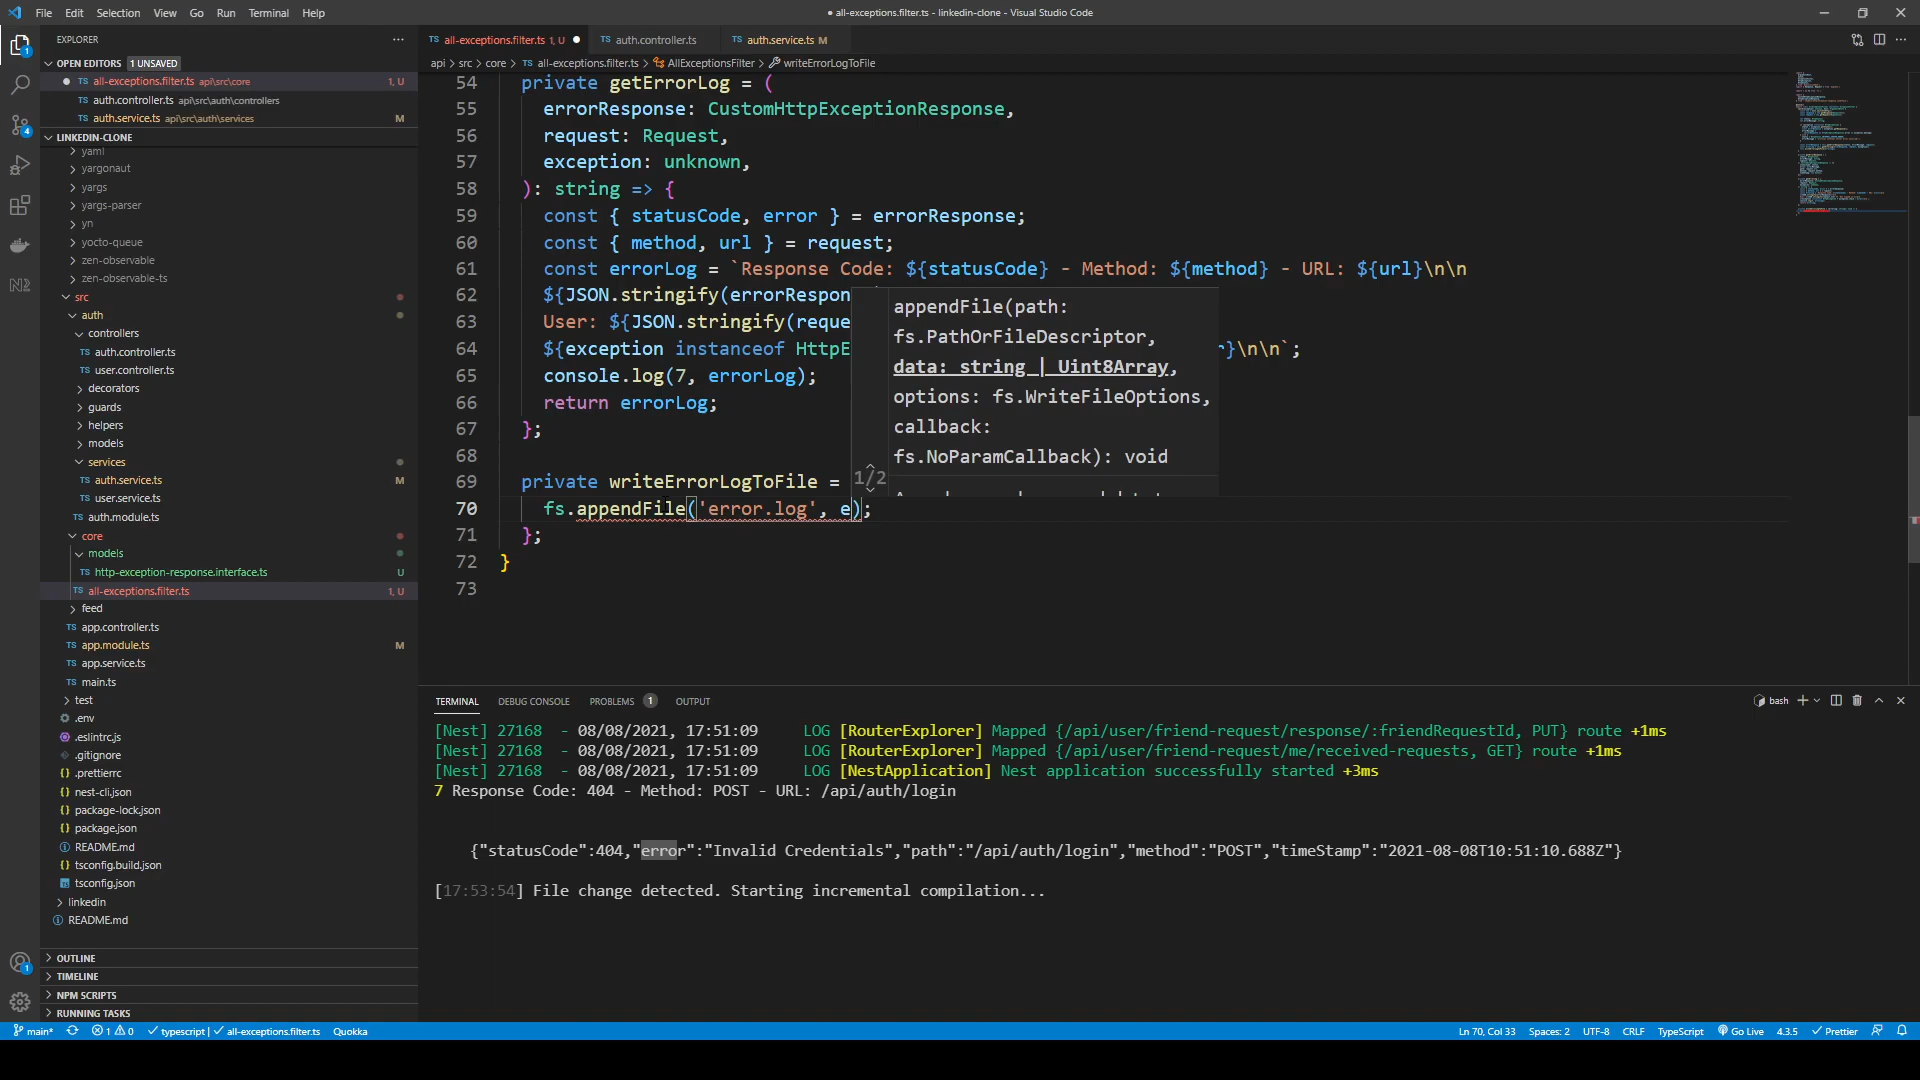 File Edit Selection View Go Run Terminal Help
● all-exceptions.filter.ts - linkedin-clone - Visual Studio Code
EXPLORER
OPEN EDITORS 1 UNSAVED
TS all-exceptions.filter.ts api\src\core 1, U
TS auth.controller.ts api\src\auth\controllers
TS auth.service.ts api\src\auth\services M
LINKEDIN-CLONE
yaml
yargonaut
yargs
yargs-parser
yn
yocto-queue
zen-observable
zen-observable-ts
src
auth
controllers
TS auth.controller.ts
TS user.controller.ts
decorators
guards
helpers
models
services
TS auth.service.ts M
TS user.service.ts
TS auth.module.ts
core
models
TS http-exception-response.interface.ts U
TS all-exceptions.filter.ts 1, U
feed
TS app.controller.ts
TS app.module.ts M
TS app.service.ts
TS main.ts
test
.env
.eslintrc.js
.gitignore
.prettierrc
nest-cli.json
package-lock.json
package.json
README.md
tsconfig.build.json
tsconfig.json
linkedin
README.md
OUTLINE
TIMELINE
NPM SCRIPTS
RUNNING TASKS
TS all-exceptions.filter.ts 1, U ● TS auth.controller.ts TS auth.service.ts M
api > src > core > TS all-exceptions.filter.ts > AllExceptionsFilter > writeErrorLogToFile
54 private getErrorLog = (
55 errorResponse: CustomHttpExceptionResponse,
56 request: Request,
57 exception: unknown,
58 ): string => {
59 const { statusCode, error } = errorResponse;
60 const { method, url } = request;
61 const errorLog = `Response Code: ${statusCode} - Method: ${method} - URL: ${url}\n\n
62 ${JSON.stringify(errorRespon
63 User: ${JSON.stringify(reque
64 ${exception instanceof HttpE r}\n\n`;
65 console.log(7, errorLog);
66 return errorLog;
67 };
68
69 private writeErrorLogToFile =
70 fs.appendFile('error.log', e);
71 };
72 }
73
appendFile(path:
fs.PathOrFileDescriptor,
data: string | Uint8Array,
options: fs.WriteFileOptions,
callback:
fs.NoParamCallback): void
1/2
TERMINAL DEBUG CONSOLE PROBLEMS 1 OUTPUT
bash
[Nest] 27168 - 08/08/2021, 17:51:09 LOG [RouterExplorer] Mapped {/api/user/friend-request/response/:friendRequestId, PUT} route +1ms
[Nest] 27168 - 08/08/2021, 17:51:09 LOG [RouterExplorer] Mapped {/api/user/friend-request/me/received-requests, GET} route +1ms
[Nest] 27168 - 08/08/2021, 17:51:09 LOG [NestApplication] Nest application successfully started +3ms
7 Response Code: 404 - Method: POST - URL: /api/auth/login
{"statusCode":404,"error":"Invalid Credentials","path":"/api/auth/login","method":"POST","timeStamp":"2021-08-08T10:51:10.688Z"}
[17:53:54] File change detected. Starting incremental compilation...
main* 1 0 typescript | all-exceptions.filter.ts Quokka
Ln 70, Col 33 Spaces: 2 UTF-8 CRLF TypeScript Go Live 4.3.5 Prettier